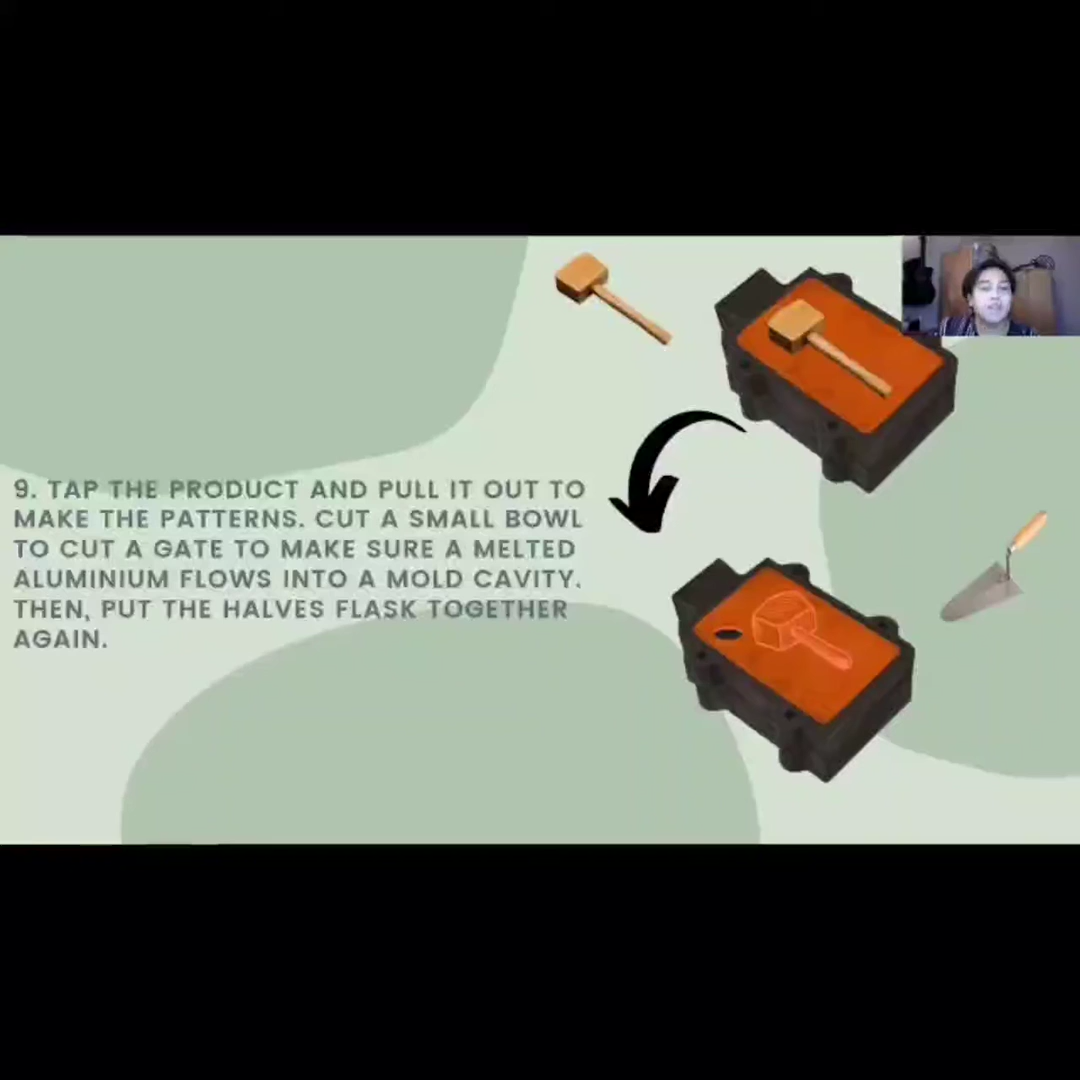 9. TAP THE PRODUCT AND PULL IT OUT TO
MAKE THE PATTERNS. CUT A SMALL BOWL
TO CUT A GATE TO MAKE SURE A MELTED
ALUMINIUM FLOWS INTO A MOLD CAVITY.
THEN, PUT THE HALVES FLASK TOGETHER
AGAIN.